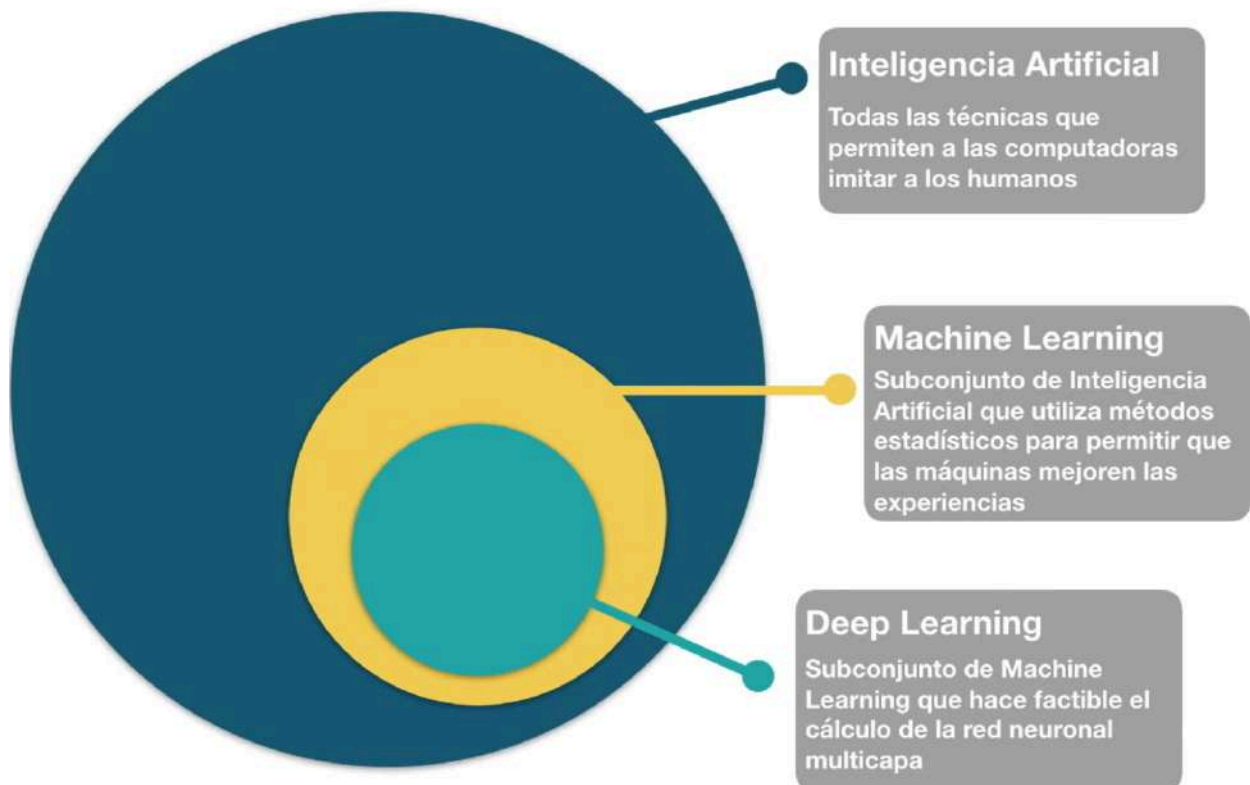 Inteligencia Artificial
Todas las técnicas que
permiten a las computadoras
imitar a los humanos
Machine Learning
Subconjunto de Inteligencia
Artificial que utiliza métodos
estadísticos para permitir que
las máquinas mejoren las
experiencias
Deep Learning
Subconjunto de Machine
Learning que hace factible el
cálculo de la red neuronal
multicapa